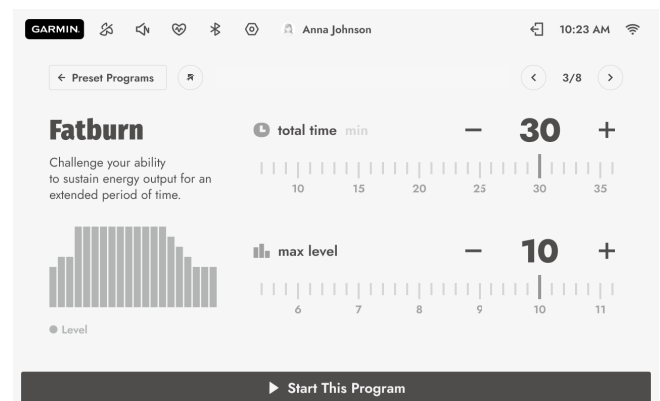 GARMIN.
Anna Johnson
10:23 AM
← Preset Programs
3/8
Fatburn
Challenge your ability
to sustain energy output for an
extended period of time.
Level
total time min
30
10 15 20 25 30 35
max level
10
6 7 8 9 10 11
Start This Program